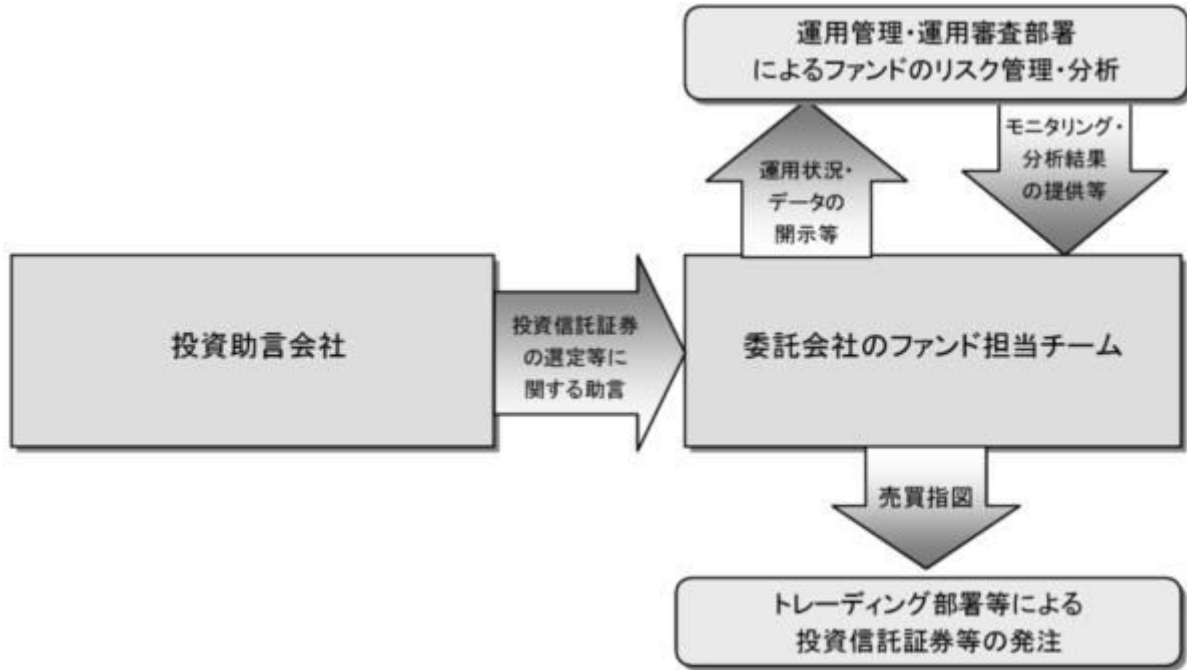 運用管理・運用審査部署
によるファンドのリスク管理・分析
運用状況・
データの
開示等
モニタリング・
分析結果
の提供等
投資助言会社
投資信託証券
の選定等に
関する助言
委託会社のファンド担当チーム
売買指図
トレーディング部署等による
投資信託証券等の発注